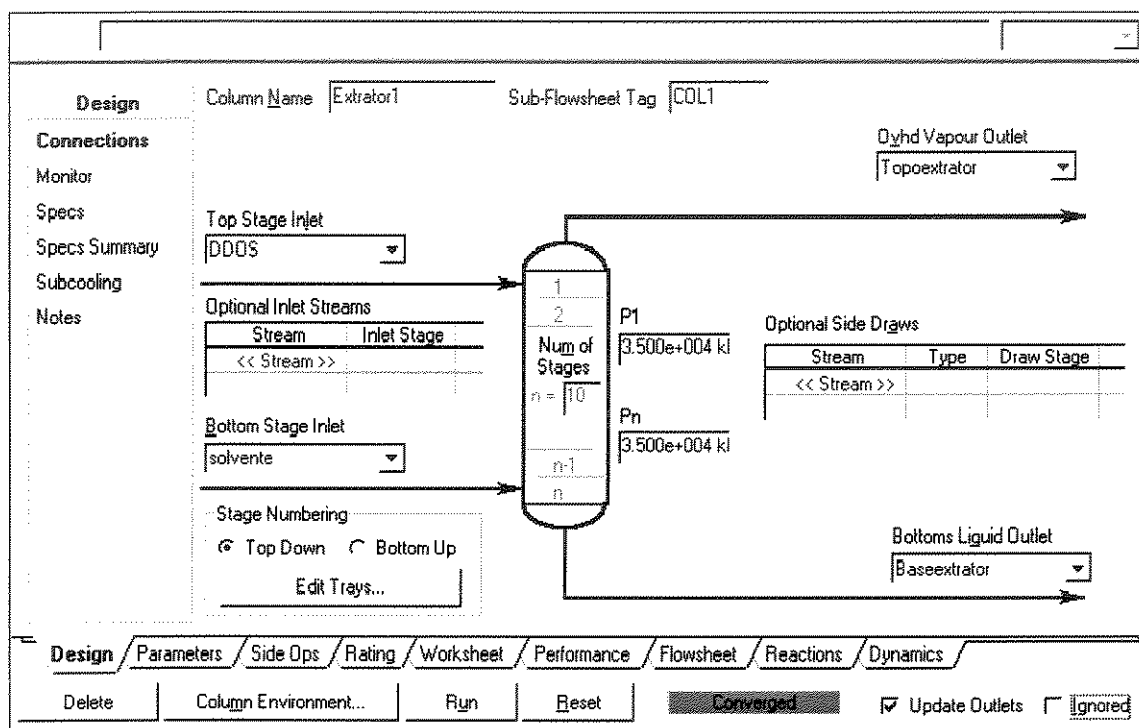 Column Name Extrator1 Sub-Flowsheet Tag COL1
Design
Connections
Monitor
Specs
Specs Summary
Subcooling
Notes
Ovhd Vapour Outlet
Topoextrator
Top Stage Inlet
DDOS
Optional Inlet Streams
Stream Inlet Stage
<< Stream >>
Bottom Stage Inlet
solvente
Stage Numbering
Top Down Bottom Up
Edit Trays...
1
2
Num of
Stages
n = 10
n-1
n
P1
3.500e+004 kI
Pn
3.500e+004 kI
Optional Side Draws
Stream Type Draw Stage
<< Stream >>
Bottoms Liquid Outlet
Baseextrator
Design Parameters Side Ops Rating Worksheet Performance Flowsheet Reactions Dynamics
Delete Column Environment... Run Reset Converged Update Outlets Ignored